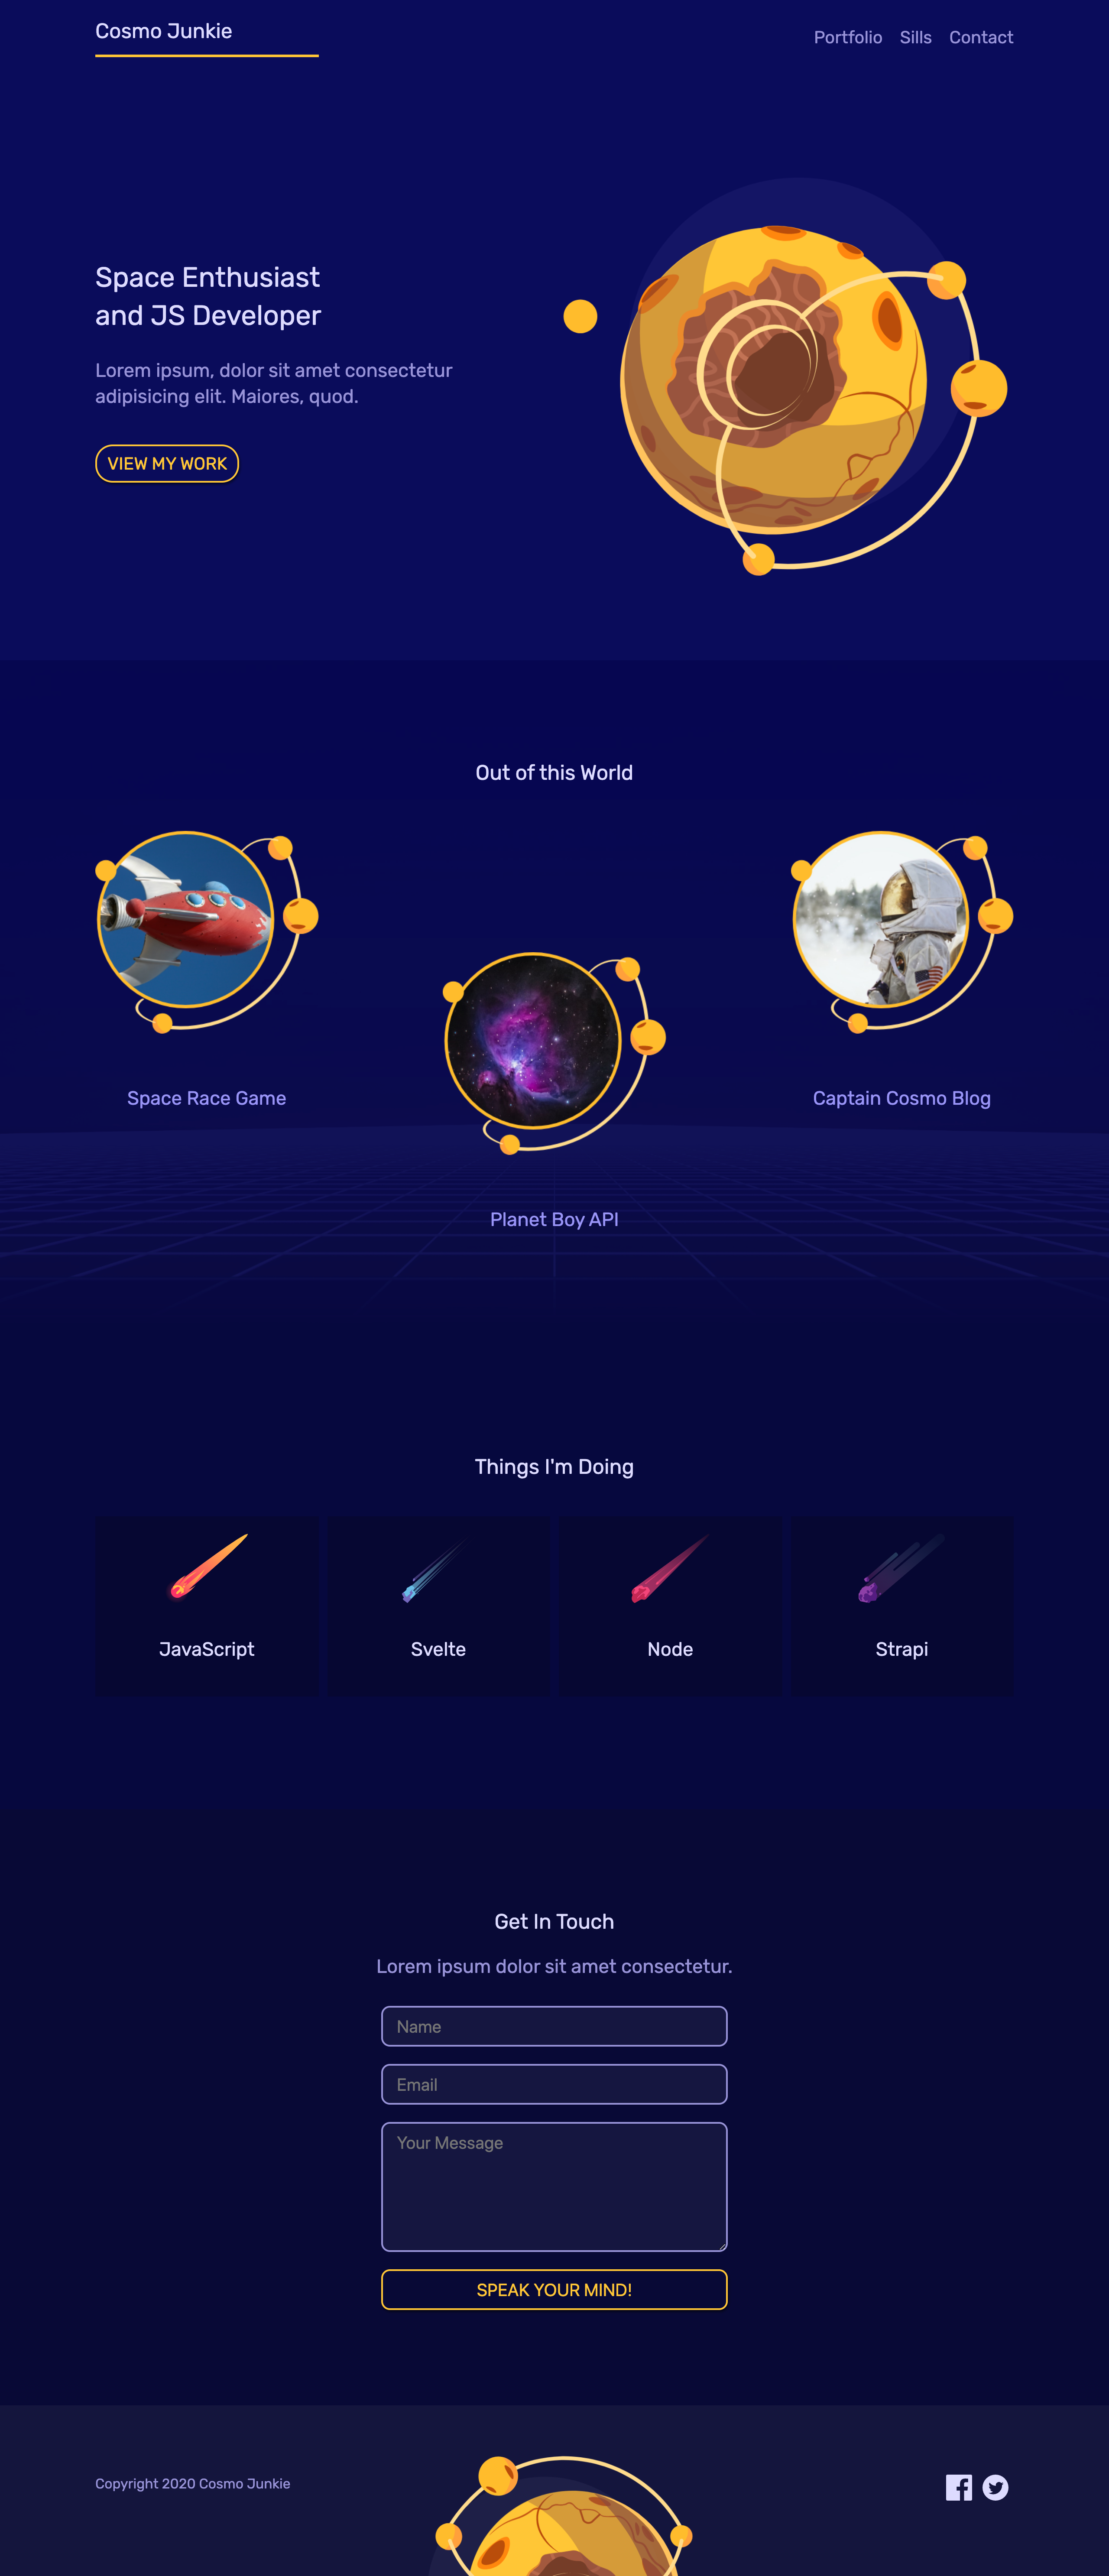 Cosmo Junkie
Portfolio Sills Contact
Space Enthusiast
and JS Developer
Lorem ipsum, dolor sit amet consectetur
adipisicing elit. Maiores, quod.
VIEW MY WORK
Out of this World
Space Race Game
Captain Cosmo Blog
Planet Boy API
Things I'm Doing
JavaScript
Svelte
Node
Strapi
Get In Touch
Lorem ipsum dolor sit amet consectetur.
Name
Email
Your Message
SPEAK YOUR MIND!
Copyright 2020 Cosmo Junkie